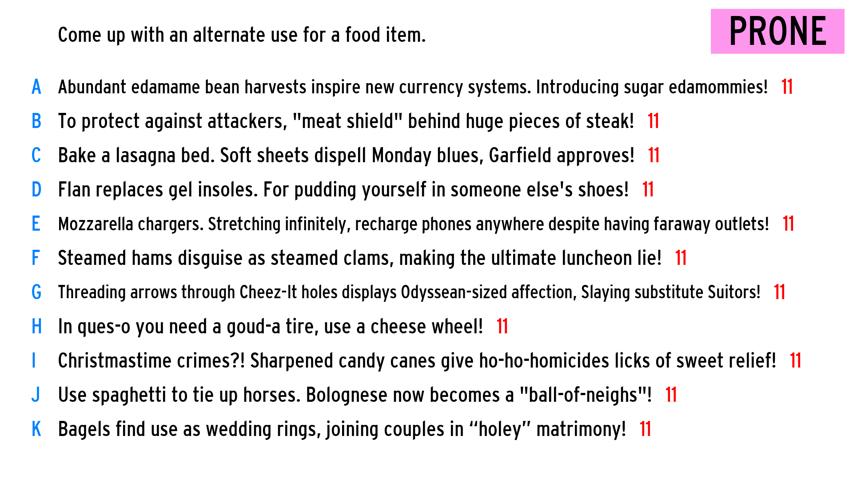 Come up with an alternate use for a food item.
PRONE
A Abundant edamame bean harvests inspire new currency systems. Introducing sugar edamommies! 11
B To protect against attackers, "meat shield" behind huge pieces of steak! 11
C Bake a lasagna bed. Soft sheets dispell Monday blues, Garfield approves! 11
D Flan replaces gel insoles. For pudding yourself in someone else's shoes! 11
E Mozzarella chargers. Stretching infinitely, recharge phones anywhere despite having faraway outlets! 11
F Steamed hams disguise as steamed clams, making the ultimate luncheon lie! 11
G Threading arrows through Cheez-It holes displays Odyssean-sized affection, Slaying substitute Suitors! 11
H In ques-o you need a goud-a tire, use a cheese wheel! 11
I Christmastime crimes?! Sharpened candy canes give ho-ho-homicides licks of sweet relief! 11
J Use spaghetti to tie up horses. Bolognese now becomes a "ball-of-neighs"! 11
K Bagels find use as wedding rings, joining couples in “holey” matrimony! 11